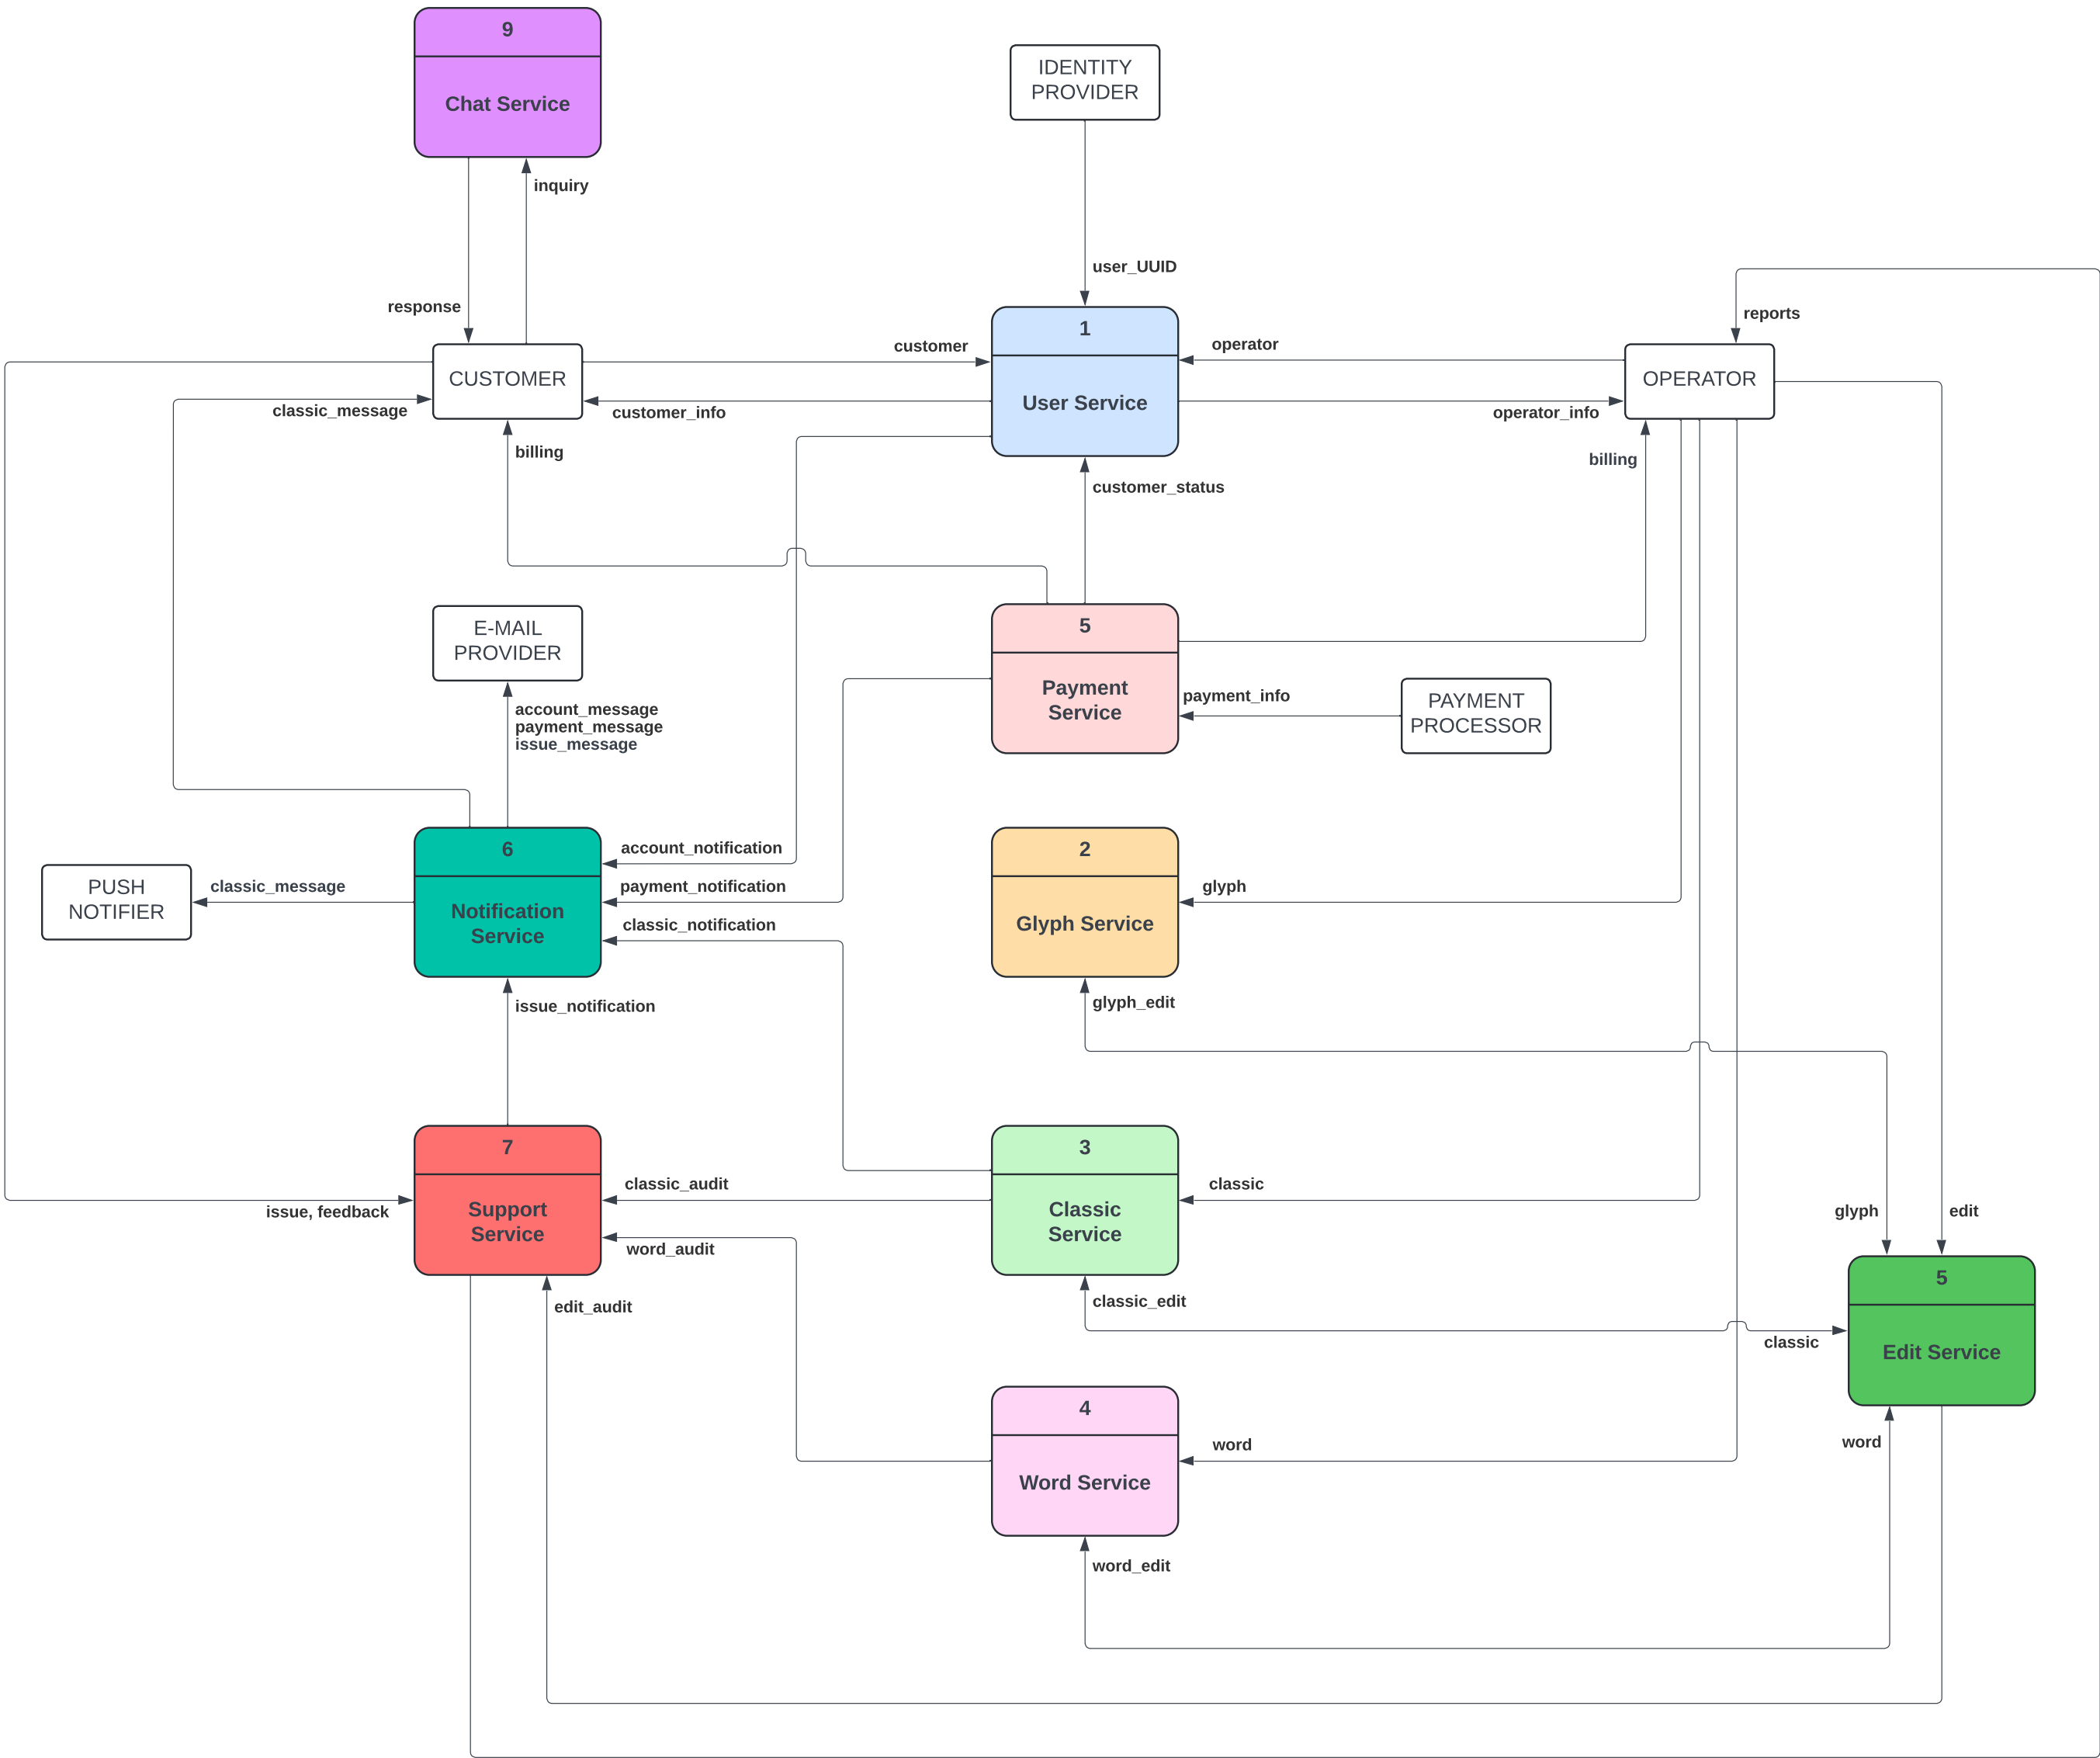 9
Chat Service
IDENTITY
PROVIDER
inquiry
user_UUID
response
reports
1
User Service
customer
operator
CUSTOMER
OPERATOR
classic_message
customer_info
operator_info
billing
billing
customer_status
E-MAIL
PROVIDER
5
Payment
Service
payment_info
PAYMENT
PROCESSOR
account_message
payment_message
issue_message
6
Notification
Service
account_notification
payment_notification
classic_notification
PUSH
NOTIFIER
classic_message
2
Glyph Service
glyph
issue_notification
glyph_edit
7
Support
Service
classic_audit
word_audit
issue, feedback
3
Classic
Service
classic
glyph
edit
edit_audit
classic_edit
classic
5
Edit Service
4
Word Service
word
word
word_edit